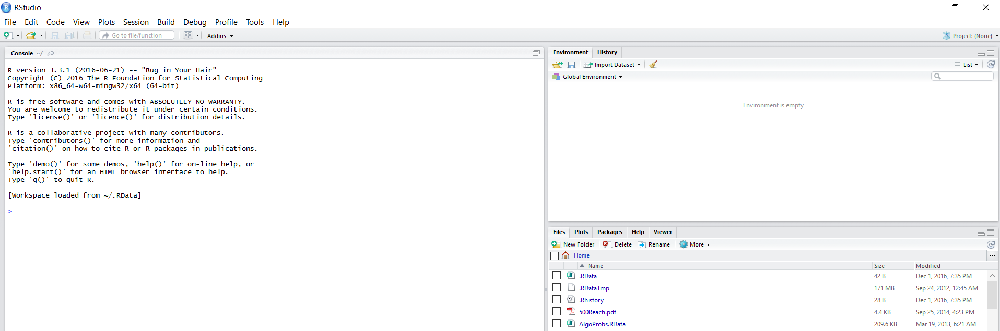 RStudio
File Edit Code View Plots Session Build Debug Profile Tools Help
Go to file/function Addins Project: (None)
Console ~/
R version 3.3.1 (2016-06-21) -- "Bug in Your Hair"
Copyright (C) 2016 The R Foundation for Statistical Computing
Platform: x86_64-w64-mingw32/x64 (64-bit)
R is free software and comes with ABSOLUTELY NO WARRANTY.
You are welcome to redistribute it under certain conditions.
Type 'license()' or 'licence()' for distribution details.
R is a collaborative project with many contributors.
Type 'contributors()' for more information and
'citation()' on how to cite R or R packages in publications.
Type 'demo()' for some demos, 'help()' for on-line help, or
'help.start()' for an HTML browser interface to help.
Type 'q()' to quit R.
[Workspace loaded from ~/.RData]
>
Environment History
Import Dataset List
Global Environment
Environment is empty
Files Plots Packages Help Viewer
New Folder Delete Rename More
Home ...
Name Size Modified
.RData 42 B Dec 1, 2016, 7:35 PM
.RDataTmp 171 MB Sep 24, 2012, 12:45 AM
.Rhistory 28 B Dec 1, 2016, 7:35 PM
500Reach.pdf 4.4 KB Sep 25, 2014, 4:23 PM
AlgoProbs.RData 209.6 KB Mar 19, 2013, 6:21 AM